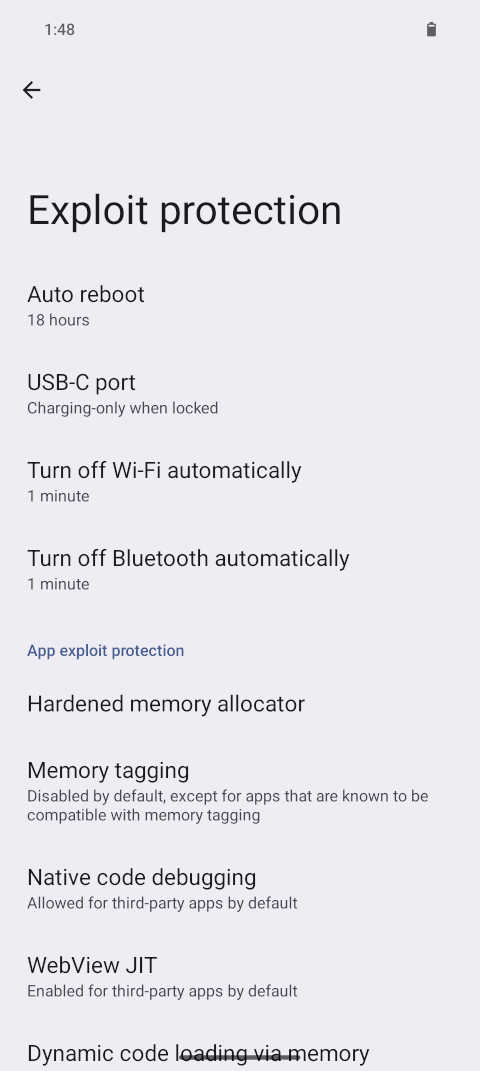 1:48
Exploit protection
Auto reboot
18 hours
USB-C port
Charging-only when locked
Turn off Wi-Fi automatically
1 minute
Turn off Bluetooth automatically
1 minute
App exploit protection
Hardened memory allocator
Memory tagging
Disabled by default, except for apps that are known to be
compatible with memory tagging
Native code debugging
Allowed for third-party apps by default
WebView JIT
Enabled for third-party apps by default
Dynamic code loading via memory